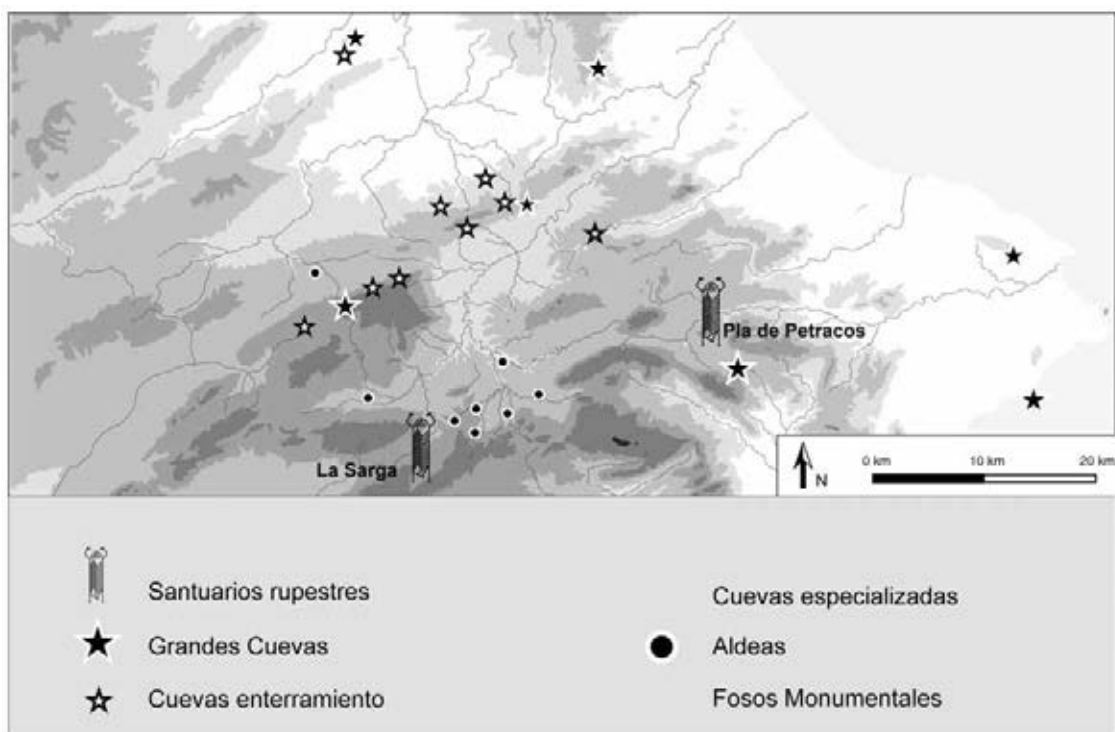 Pla de Petracos
La Sarga
N
0 km 10 km 20 km
Santuarios rupestres
Grandes Cuevas
Cuevas enterramiento
Cuevas especializadas
Aldeas
Fosos Monumentales